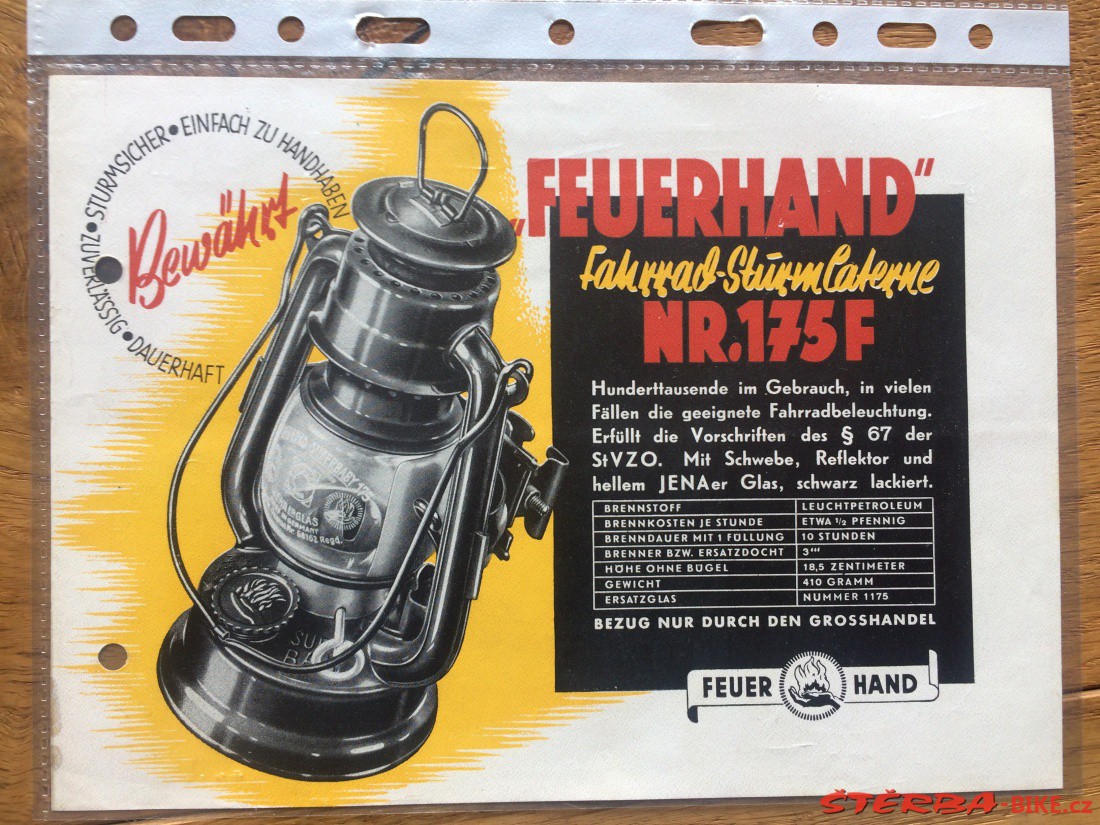 STURMSICHER • EINFACH ZU HANDHABEN
ZUVERLÄSSIG • DAUERHAFT
Bewährt
„FEUERHAND“
Fahrrad-Sturmlaterne
NR. 175 F
Hunderttausende im Gebrauch, in vielen
Fällen die geeignete Fahrradbeleuchtung.
Erfüllt die Vorschriften des § 67 der
StVZO. Mit Schwebe, Reflektor und
hellem JENAer Glas, schwarz lackiert.
BRENNSTOFF LEUCHTPETROLEUM
BRENNKOSTEN JE STUNDE ETWA ½ PFENNIG
BRENNDAUER MIT 1 FÜLLUNG 10 STUNDEN
BRENNER BZW. ERSATZDOCHT 3'''
HÖHE OHNE BÜGEL 18,5 ZENTIMETER
GEWICHT 410 GRAMM
ERSATZGLAS NUMMER 1175
BEZUG NUR DURCH DEN GROSSHANDEL
FEUER HAND
GLAS
ŠTĚRBA-BIKE.cz